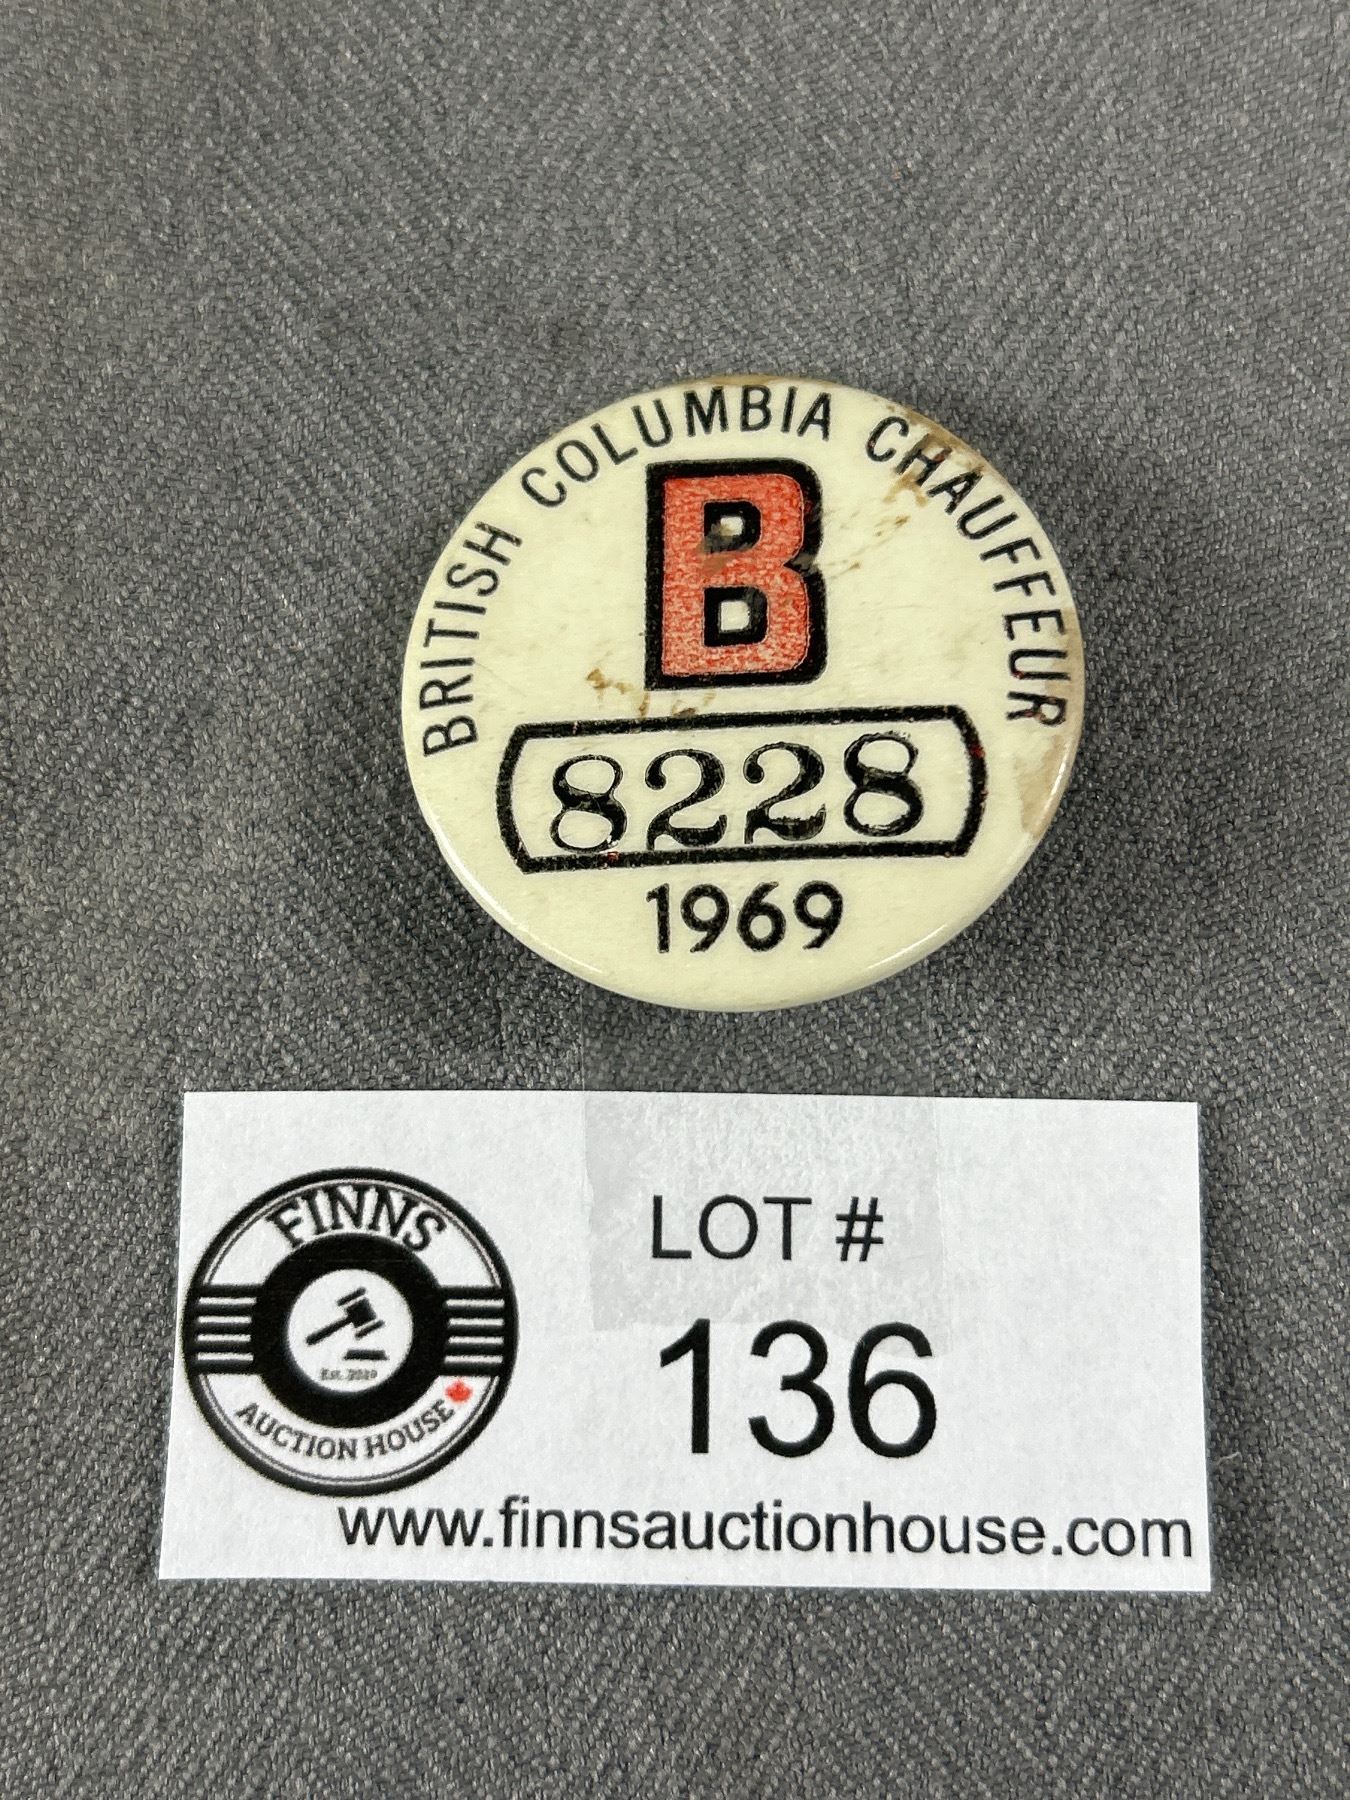 BRITISH COLUMBIA CHAUFFEUR
B
8228
1969
FINNS
Est. 2019
AUCTION HOUSE
LOT #
136
www.finnsauctionhouse.com